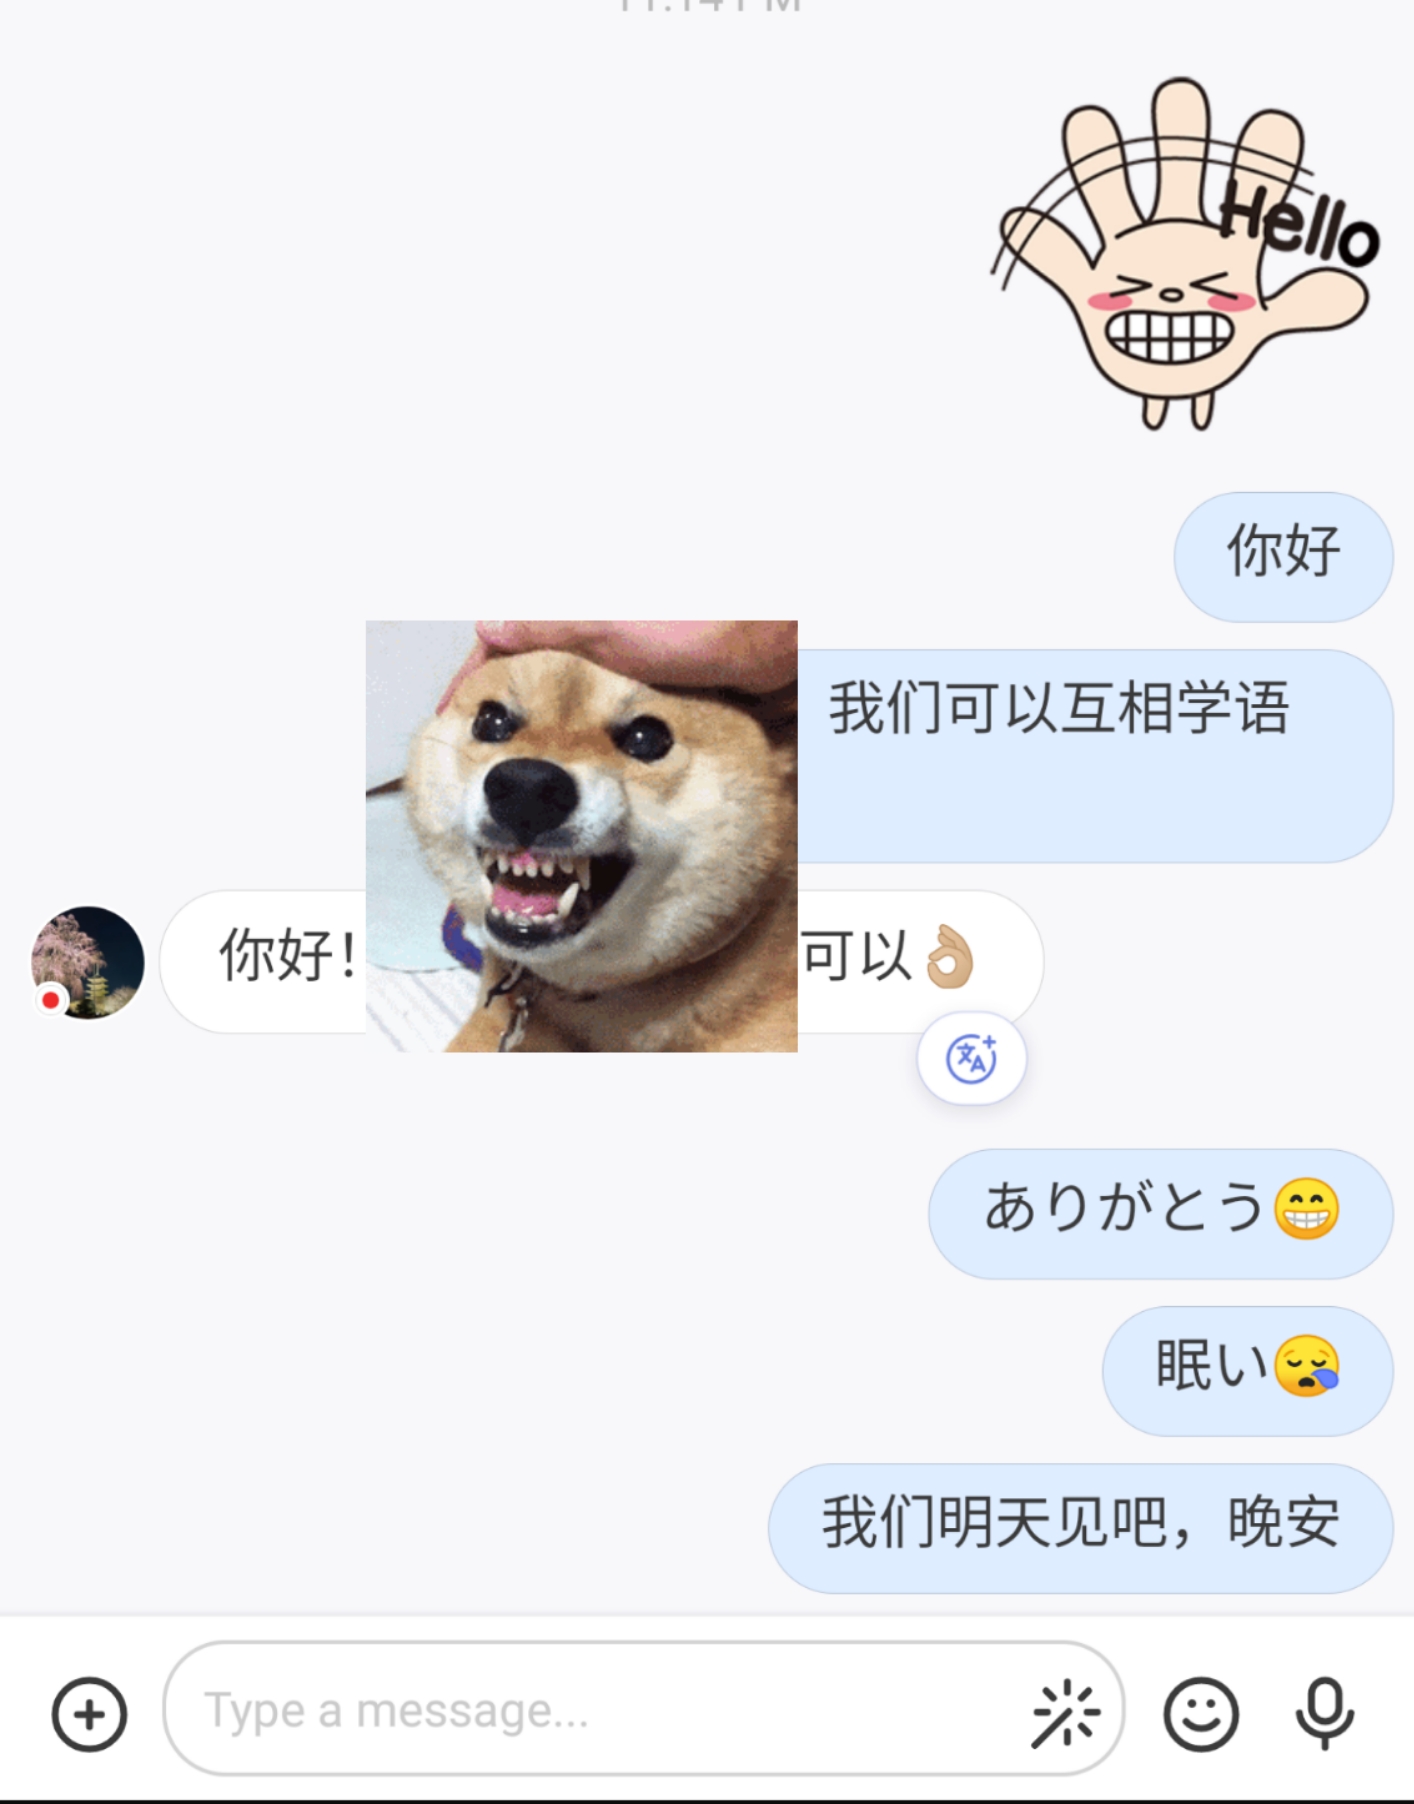 Hello
你好
我们可以互相学语
你好！
可以👌🏼
ありがとう😁
眠い😪
我们明天见吧，晚安
Type a message...